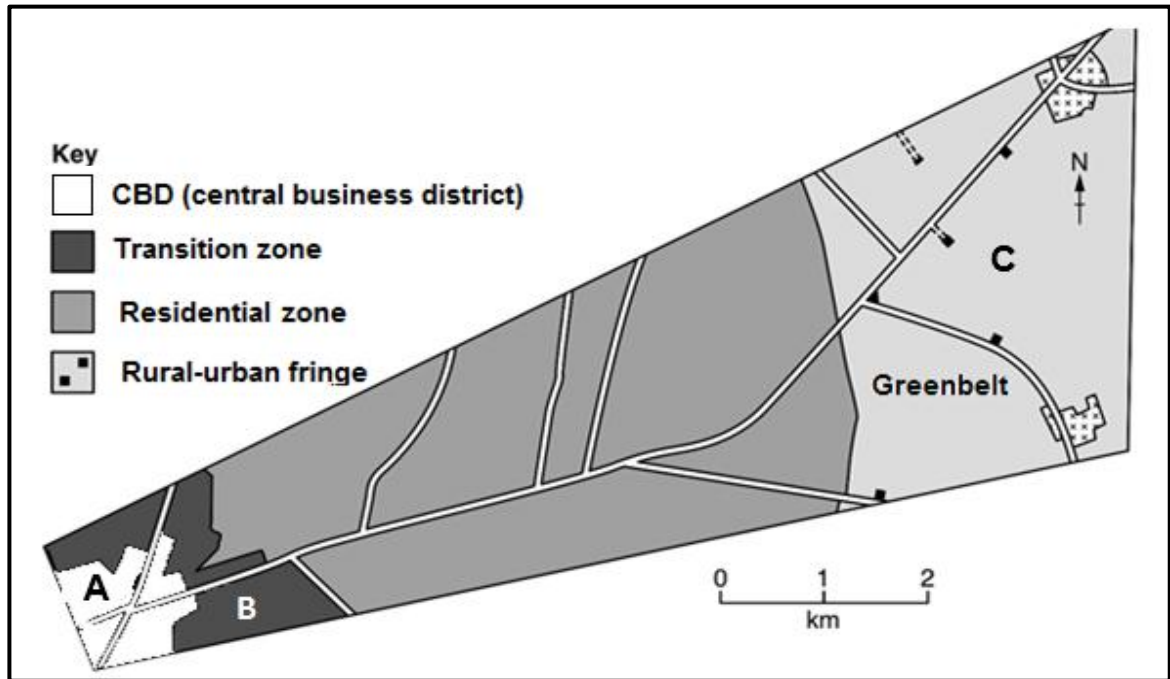 Key
CBD (central business district)
Transition zone
Residential zone
Rural-urban fringe
N
C
Greenbelt
A
B
0 1 2
km